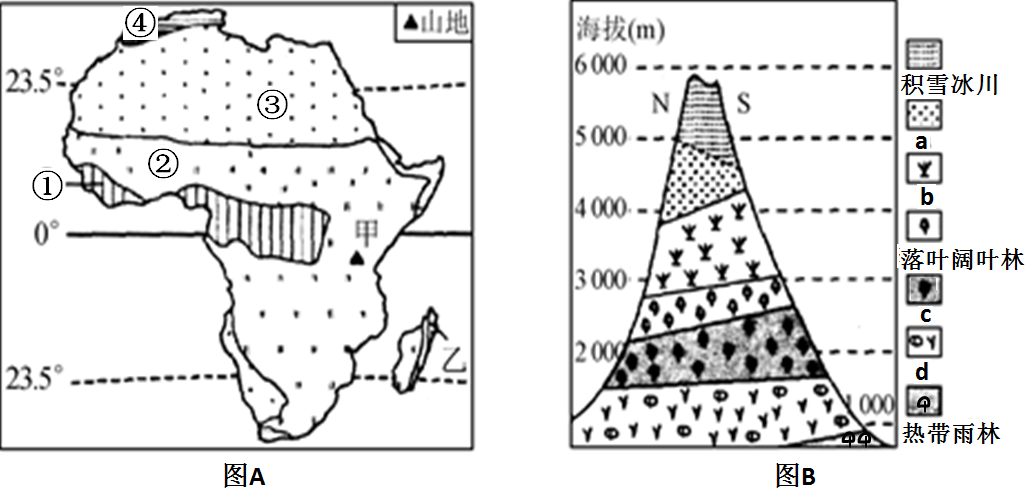 ④
▲山地
23.5°
③
②
①
0°
甲
23.5°
乙
图A
海拔(m)
6 000
N S
5 000
4 000
3 000
2 000
1 000
积雪冰川
a
b
落叶阔叶林
c
d
热带雨林
图B